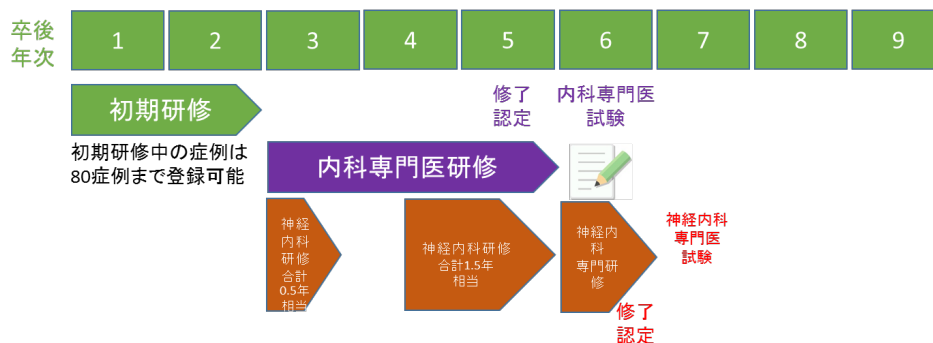 卒後
年次
1 2 3 4 5 6 7 8 9
初期研修
修了
認定
内科専門医
試験
初期研修中の症例は
80症例まで登録可能
内科専門医研修
神経
内科
研修
合計
0.5年
相当
神経内科研修
合計1.5年
相当
神経内
科
専門研
修
神経内科
専門医
試験
修了
認定